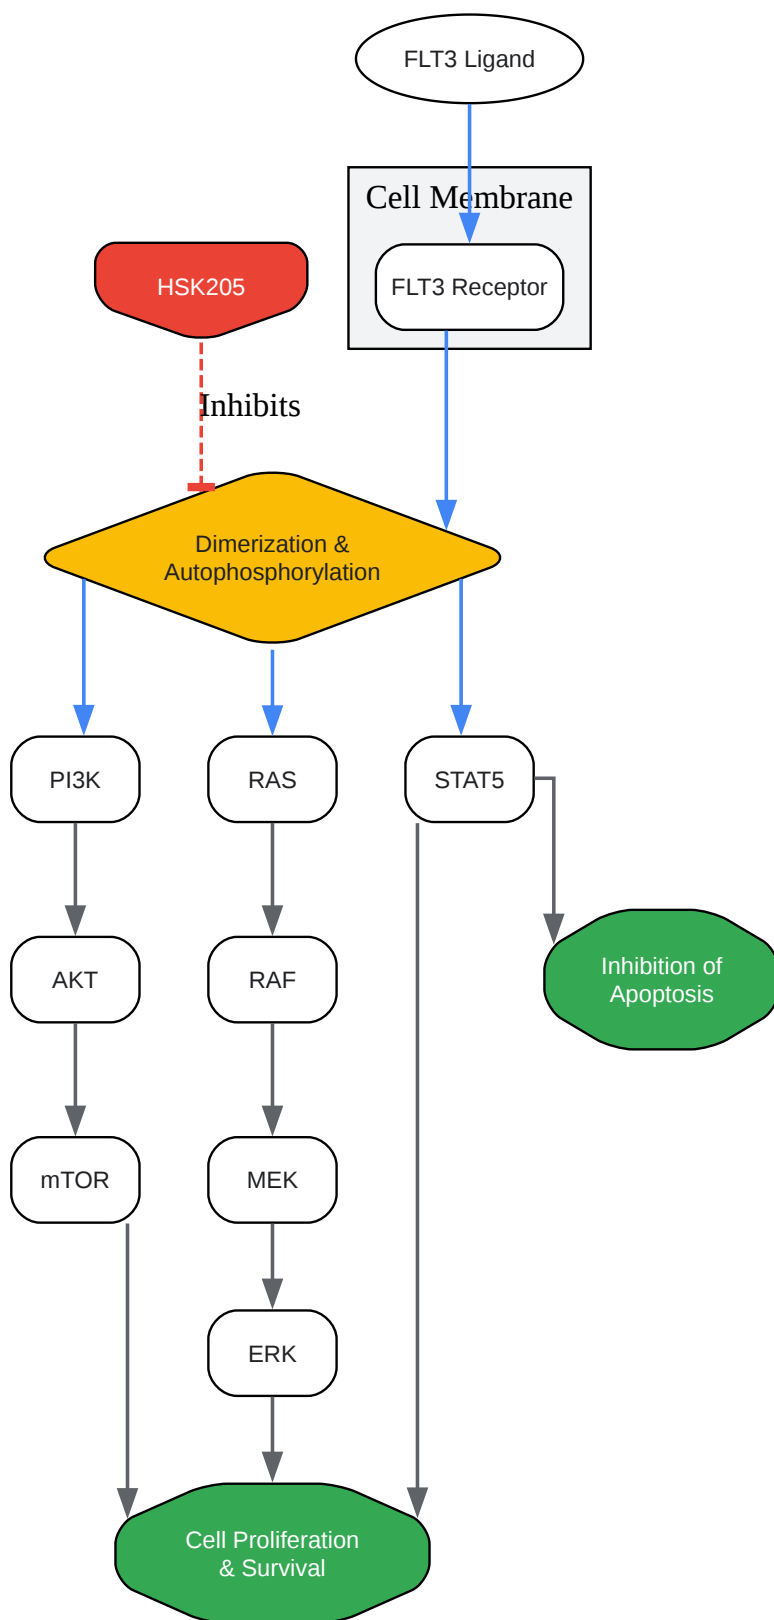 FLT3 Ligand
Cell Membrane
HSK205
FLT3 Receptor
Inhibits
Dimerization &
Autophosphorylation
PI3K
RAS
STAT5
AKT
RAF
Inhibition of
Apoptosis
mTOR
MEK
ERK
Cell Proliferation
& Survival